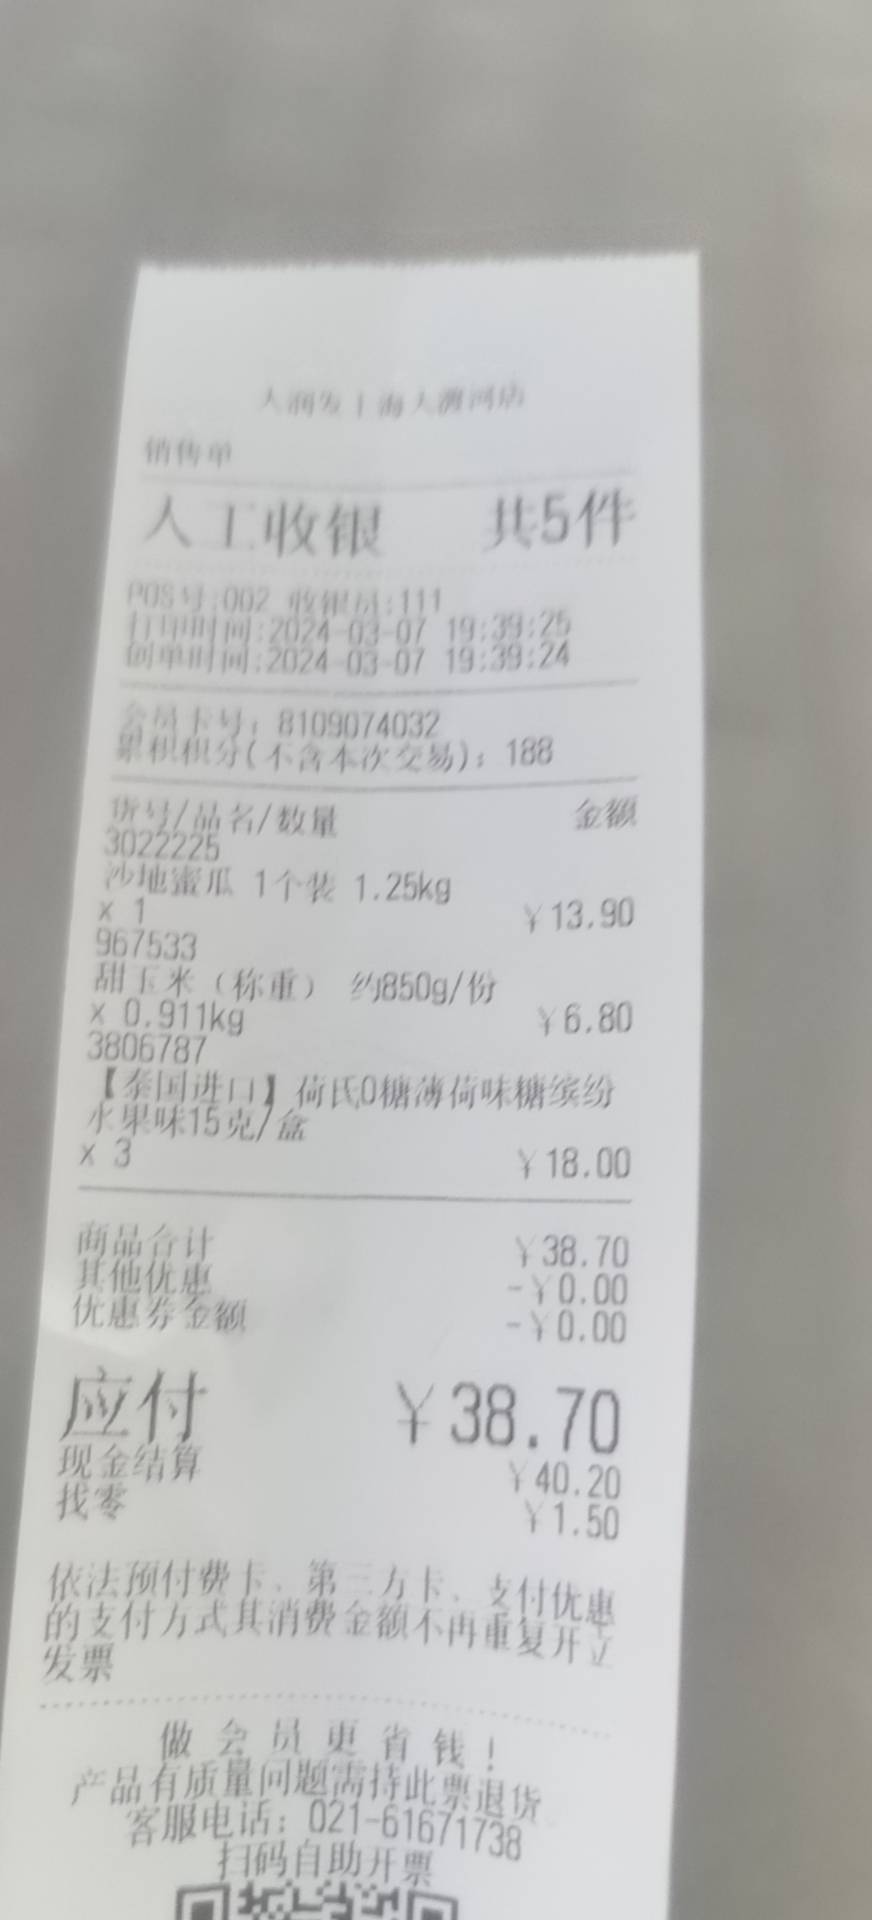 大润发上海大渡河店
销售单
人工收银 共5件
POS号:002 收银员:111
打印时间:2024-03-07 19:39:25
创单时间:2024-03-07 19:39:24
会员卡号: 8109074032
累积积分(不含本次交易): 188
货号/品名/数量 金额
3022225
沙地蜜瓜 1个装 1.25kg
x 1 ¥13.90
967533
甜玉米（称重） 约850g/份
x 0.911kg ¥6.80
3806787
【泰国进口】荷氏0糖薄荷味糖缤纷
水果味15克/盒
x 3 ¥18.00
商品合计 ¥38.70
其他优惠 -¥0.00
优惠券金额 -¥0.00
应付 ¥38.70
现金结算 ¥40.20
找零 ¥1.50
依法预付费卡、第三方卡、支付优惠
的支付方式其消费金额不再重复开立
发票
做会员更省钱!
产品有质量问题需持此票退货
客服电话: 021-61671738
扫码自助开票